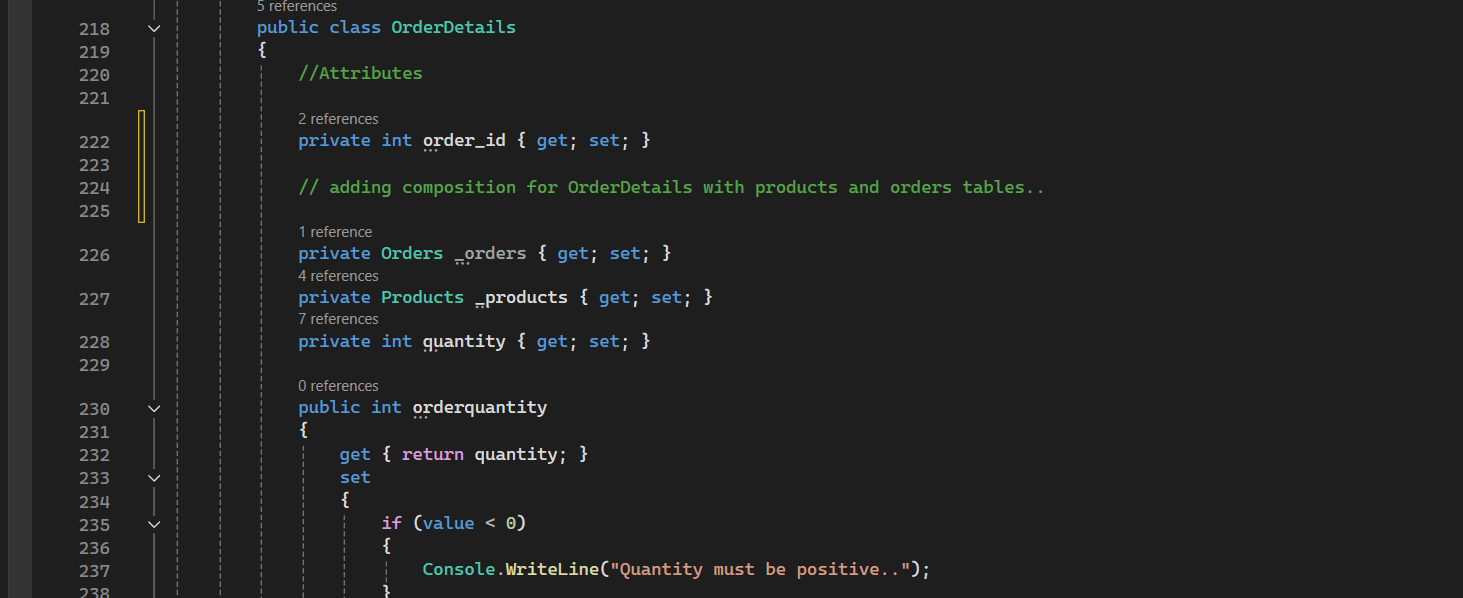 5 references
218 public class OrderDetails
219 {
220 //Attributes
221
2 references
222 private int order_id { get; set; }
223
224 // adding composition for OrderDetails with products and orders tables..
225
1 reference
226 private Orders _orders { get; set; }
4 references
227 private Products _products { get; set; }
7 references
228 private int quantity { get; set; }
229
0 references
230 public int orderquantity
231 {
232 get { return quantity; }
233 set
234 {
235 if (value < 0)
236 {
237 Console.WriteLine("Quantity must be positive..");
238 }